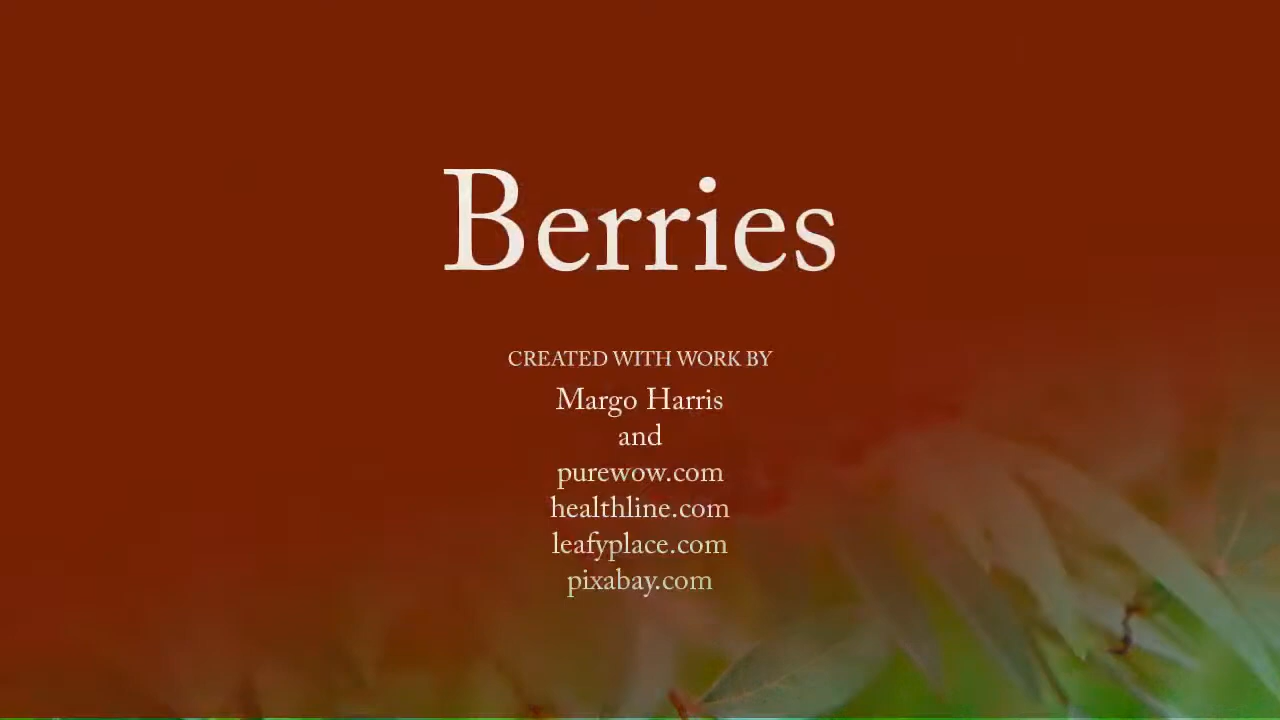 Berries
CREATED WITH WORK BY
Margo Harris
and
purewow.com
healthline.com
leafyplace.com
pixabay.com